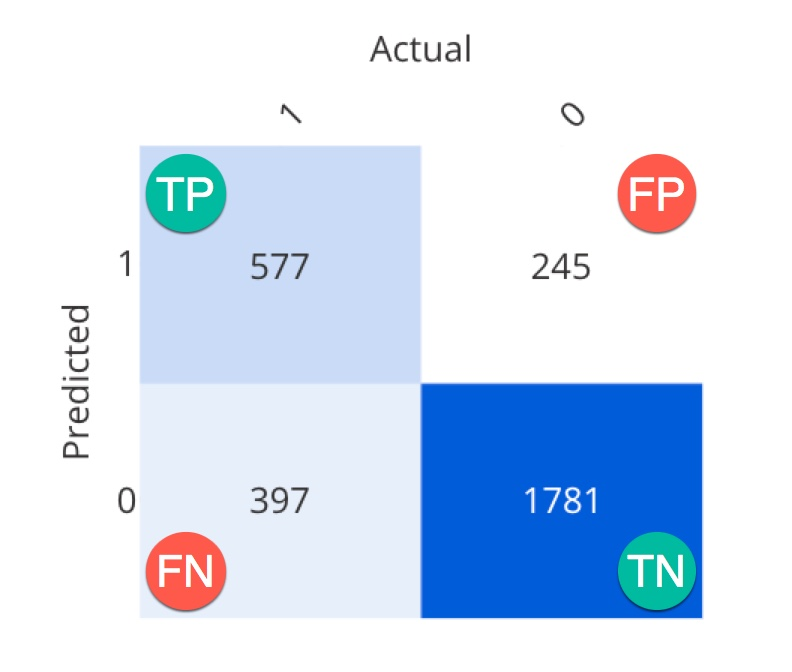 Actual
1 0
TP FP
1 577 245
Predicted
0 397 1781
FN TN